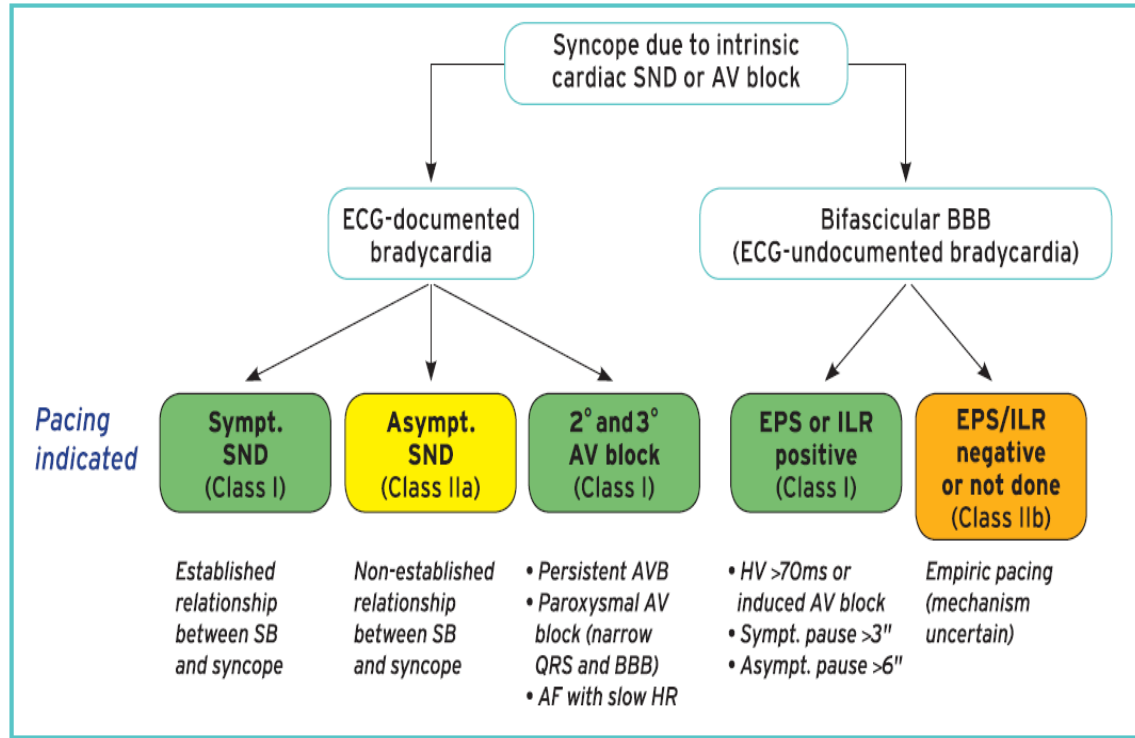 Syncope due to intrinsic
cardiac SND or AV block
ECG-documented
bradycardia
Bifascicular BBB
(ECG-undocumented bradycardia)
Pacing
indicated
Sympt.
SND
(Class I)
Asympt.
SND
(Class IIa)
2° and 3°
AV block
(Class I)
EPS or ILR
positive
(Class I)
EPS/ILR
negative
or not done
(Class IIb)
Established
relationship
between SB
and syncope
Non-established
relationship
between SB
and syncope
• Persistent AVB
• Paroxysmal AV
block (narrow
QRS and BBB)
• AF with slow HR
• HV >70ms or
induced AV block
• Sympt. pause >3"
• Asympt. pause >6"
Empiric pacing
(mechanism
uncertain)